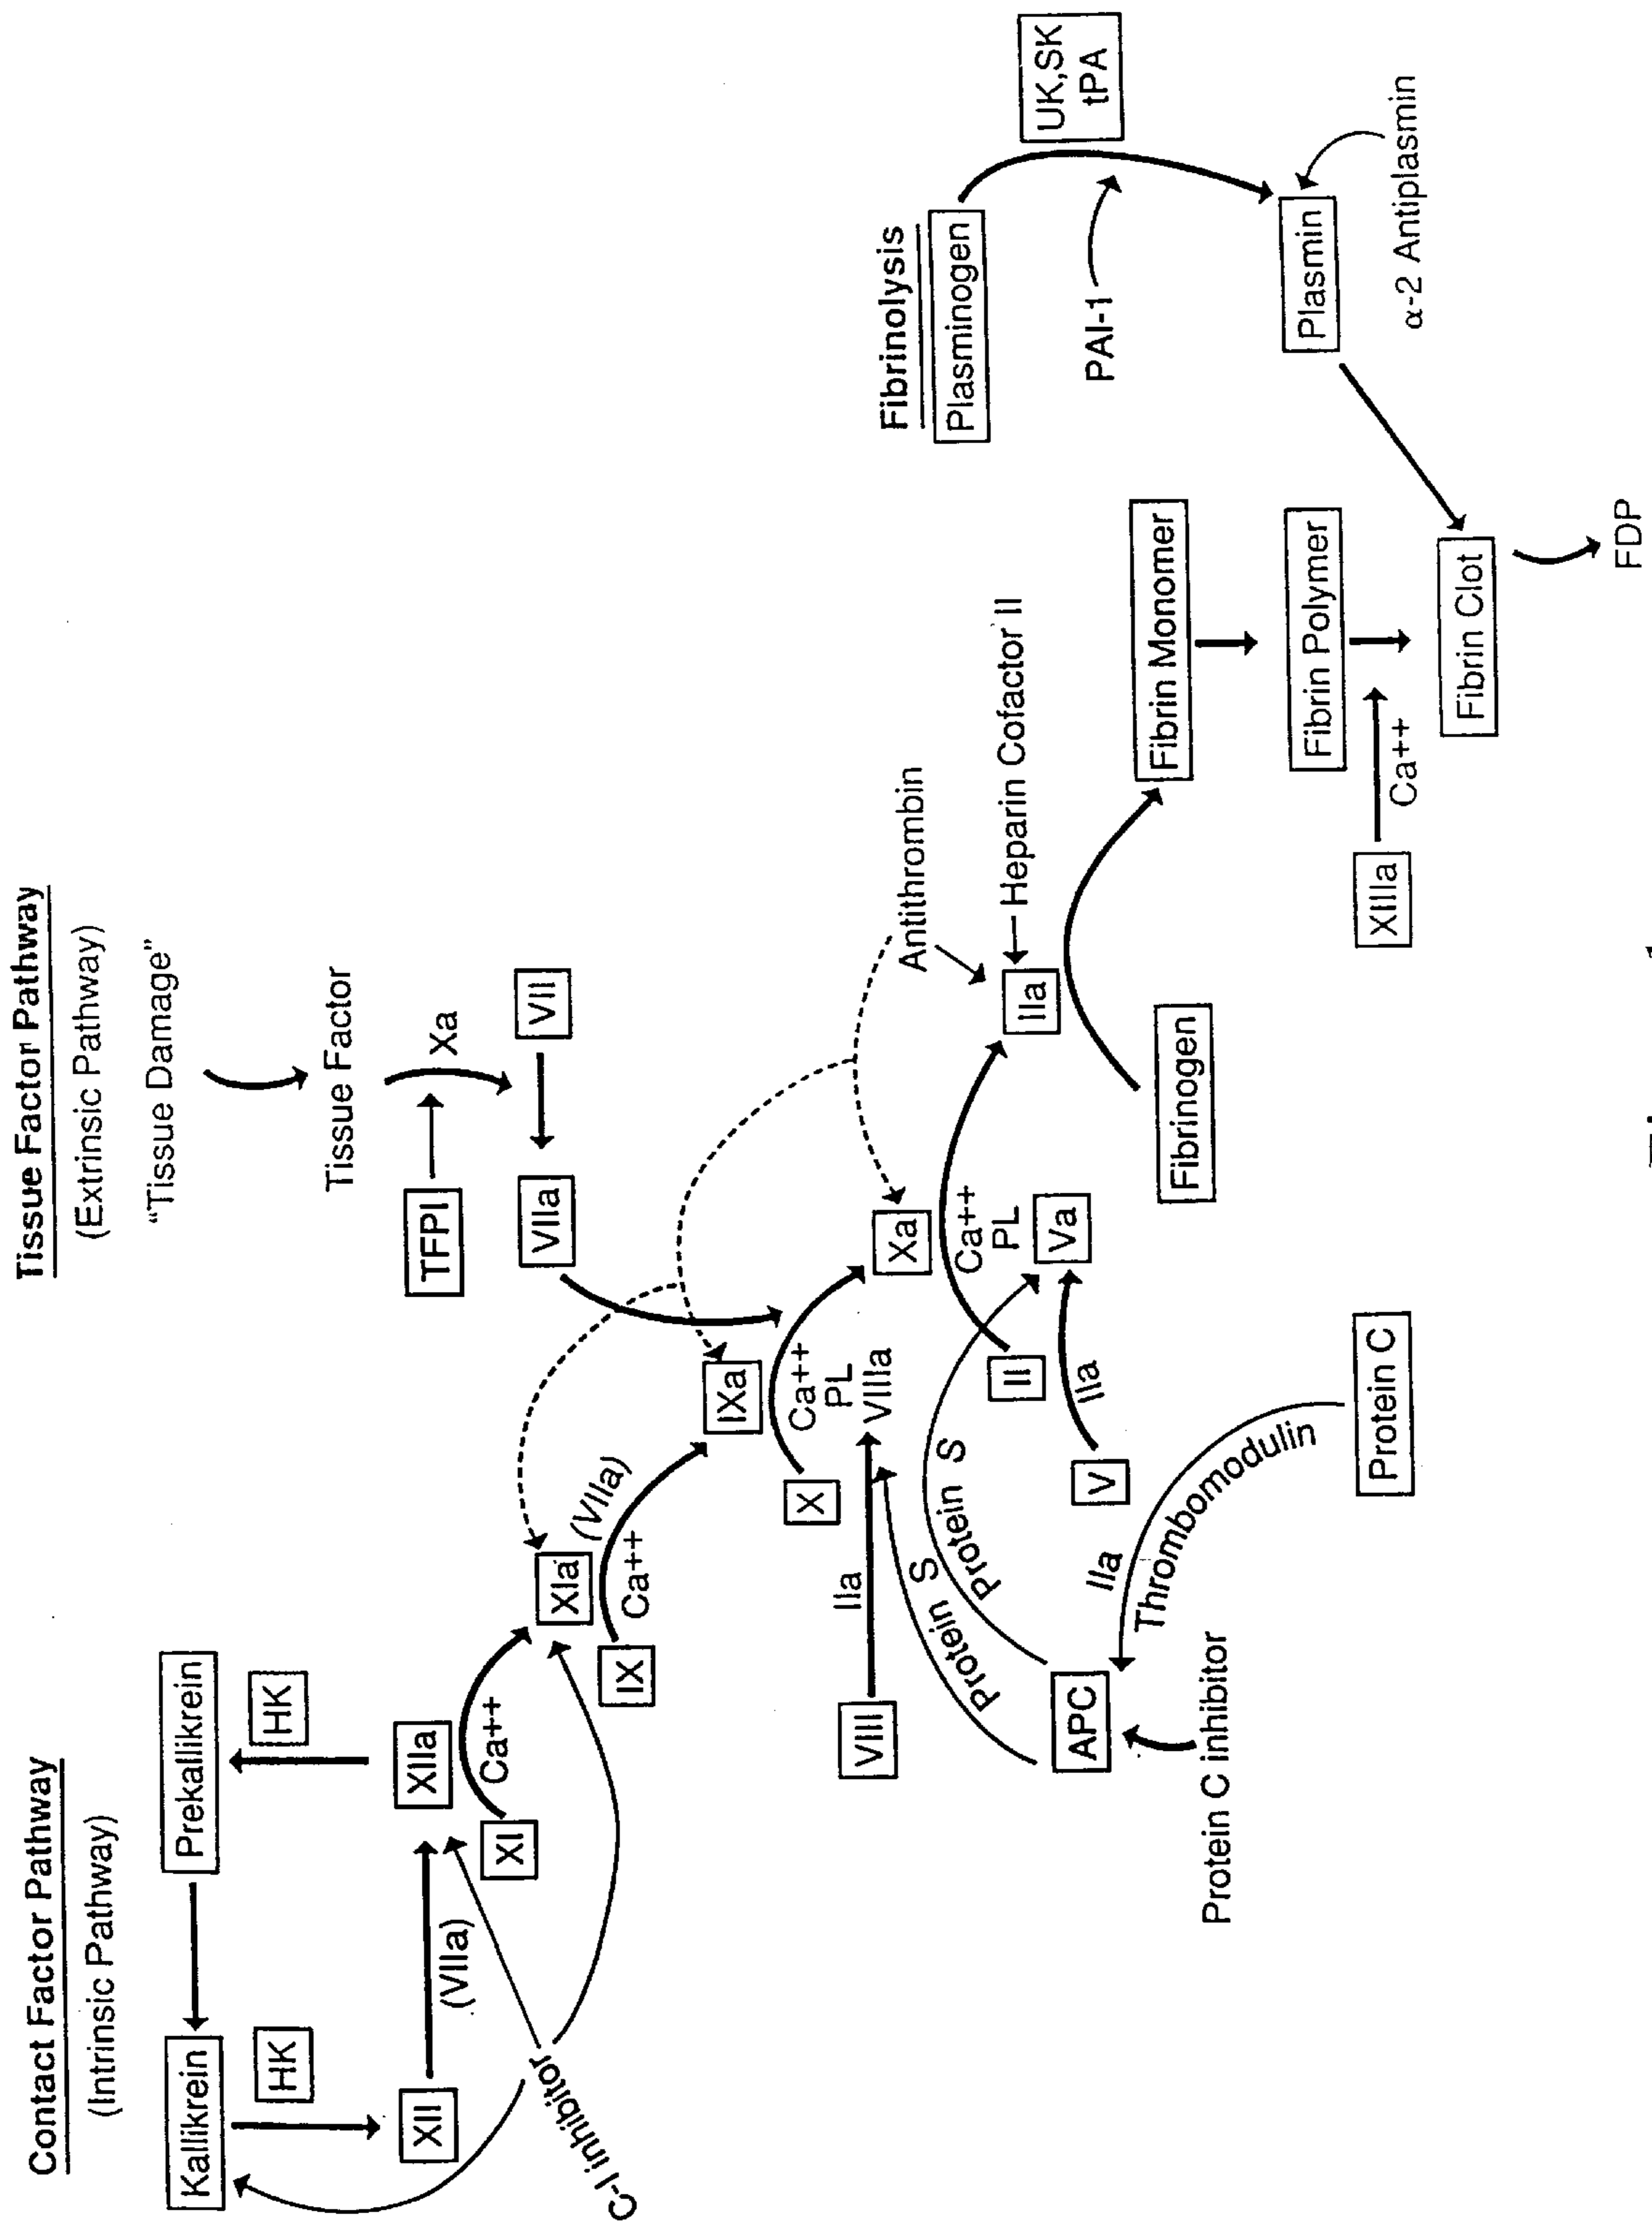 Contact Factor Pathway
(Intrinsic Pathway)
Kallikrein
Prekallikrein
HK
HK
XII
(VIIa)
XIIa
C-I inhibitor
XI
Ca++
XIa
(VIIa)
IX
Ca++
IXa
Tissue Factor Pathway
(Extrinsic Pathway)
"Tissue Damage"
Tissue Factor
TFPI
Xa
VIIa
VII
X
Ca++
PL
VIIIa
VIII
IIa
Xa
Ca++
PL
Va
II
V
IIa
Protein S
Protein S
APC
IIa
Thrombomodulin
Protein C
Protein C inhibitor
Antithrombin
Heparin Cofactor II
IIa
Fibrinogen
Fibrin Monomer
Fibrin Polymer
XIIIa
Ca++
Fibrin Clot
FDP
Fibrinolysis
Plasminogen
UK,SK
tPA
PAI-1
Plasmin
α-2 Antiplasmin